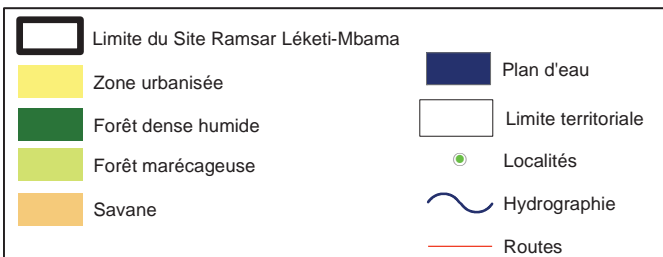 Limite du Site Ramsar Léketi-Mbama
Zone urbanisée
Forêt dense humide
Forêt marécageuse
Savane
Plan d'eau
Limite territoriale
Localités
Hydrographie
Routes